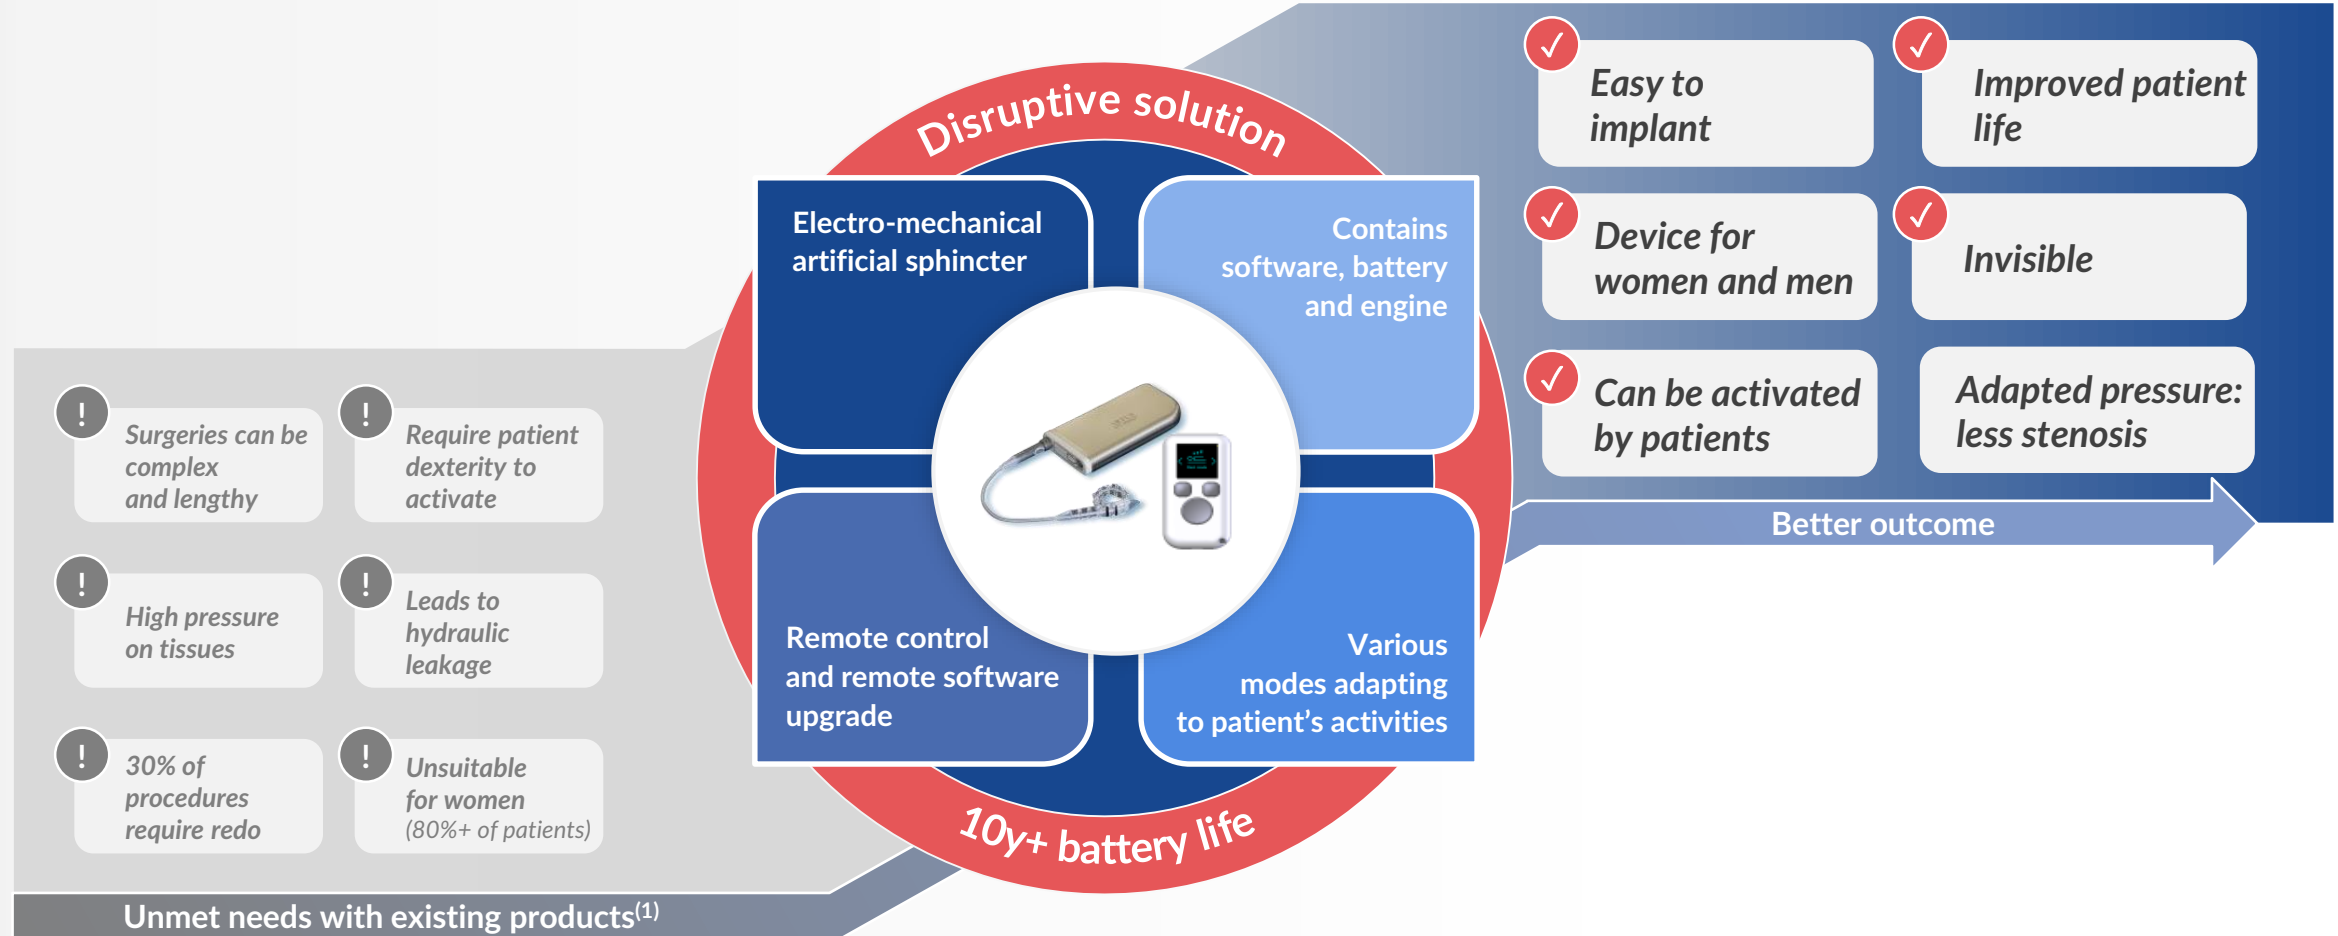 Disruptive solution
Electro-mechanical
artificial sphincter
Contains
software, battery
and engine
Remote control
and remote software
upgrade
Various
modes adapting
to patient’s activities
10y+ battery life
!
Surgeries can be
complex
and lengthy
!
Require patient
dexterity to
activate
!
High pressure
on tissues
!
Leads to
hydraulic
leakage
!
30% of
procedures
require redo
!
Unsuitable
for women
(80%+ of patients)
Unmet needs with existing products(1)
Easy to
implant
Improved patient
life
Device for
women and men
Invisible
Can be activated
by patients
Adapted pressure:
less stenosis
Better outcome